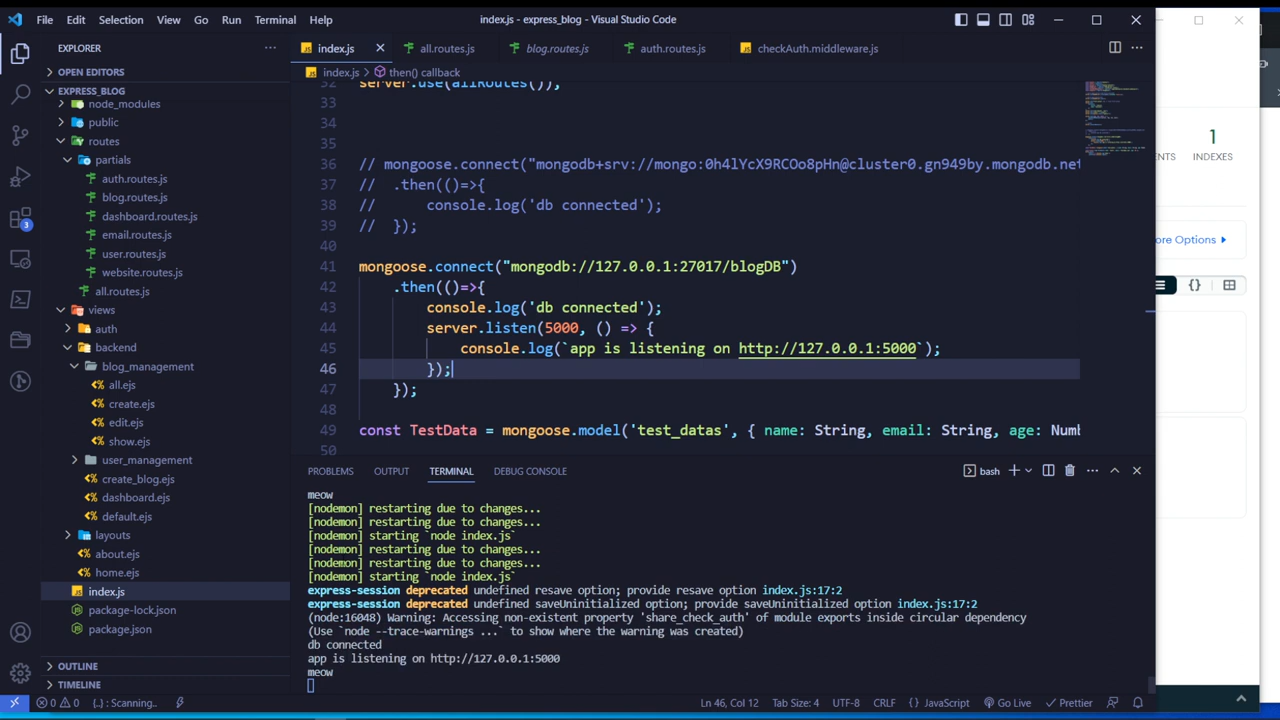 File Edit Selection View Go Run Terminal Help
index.js - express_blog - Visual Studio Code
EXPLORER
OPEN EDITORS
EXPRESS_BLOG
node_modules
public
routes
partials
auth.routes.js
blog.routes.js
dashboard.routes.js
email.routes.js
user.routes.js
website.routes.js
all.routes.js
views
auth
backend
blog_management
all.ejs
create.ejs
edit.ejs
show.ejs
user_management
create_blog.ejs
dashboard.ejs
default.ejs
layouts
about.ejs
home.ejs
index.js
package-lock.json
package.json
OUTLINE
TIMELINE
3
index.js all.routes.js blog.routes.js auth.routes.js checkAuth.middleware.js
index.js then() callback
32 server.use(allRoutes());
33
34
35
36 // mongoose.connect("mongodb+srv://mongo:0h4lYcX9RCOo8pHn@cluster0.gn949by.mongodb.net
37 // .then(()=>{
38 // console.log('db connected');
39 // });
40
41 mongoose.connect("mongodb://127.0.0.1:27017/blogDB")
42 .then(()=>{
43 console.log('db connected');
44 server.listen(5000, () => {
45 console.log(`app is listening on http://127.0.0.1:5000`);
46 });
47 });
48
49 const TestData = mongoose.model('test_datas', { name: String, email: String, age: Numb
50
PROBLEMS OUTPUT TERMINAL DEBUG CONSOLE
bash
meow
[nodemon] restarting due to changes...
[nodemon] restarting due to changes...
[nodemon] starting `node index.js`
[nodemon] restarting due to changes...
[nodemon] restarting due to changes...
[nodemon] starting `node index.js`
express-session deprecated undefined resave option; provide resave option index.js:17:2
express-session deprecated undefined saveUninitialized option; provide saveUninitialized option index.js:17:2
(node:16048) Warning: Accessing non-existent property 'share_check_auth' of module exports inside circular dependency
(Use `node --trace-warnings ...` to show where the warning was created)
db connected
app is listening on http://127.0.0.1:5000
meow
0 0 {..} : Scanning.. Ln 46, Col 12 Tab Size: 4 UTF-8 CRLF {} JavaScript Go Live Prettier
1
ENTS INDEXES
ore Options
{}